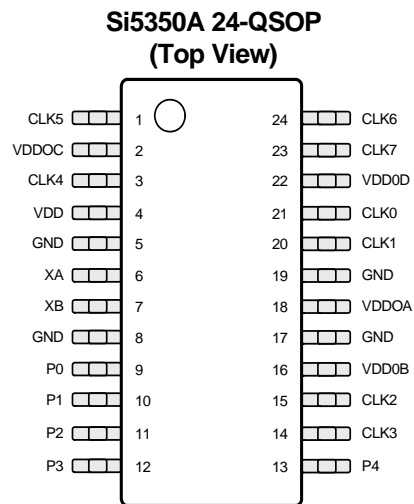 Si5350A 24-QSOP
(Top View)
CLK5 1 24 CLK6
VDDOC 2 23 CLK7
CLK4 3 22 VDD0D
VDD 4 21 CLK0
GND 5 20 CLK1
XA 6 19 GND
XB 7 18 VDDOA
GND 8 17 GND
P0 9 16 VDD0B
P1 10 15 CLK2
P2 11 14 CLK3
P3 12 13 P4